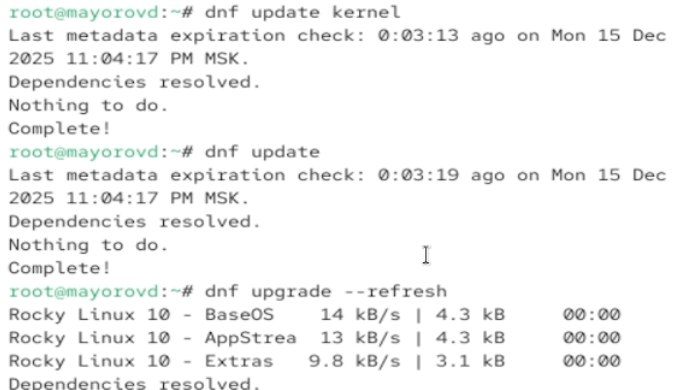 root@mayorovd:~# dnf update kernel
Last metadata expiration check: 0:03:13 ago on Mon 15 Dec
2025 11:04:17 PM MSK.
Dependencies resolved.
Nothing to do.
Complete!
root@mayorovd:~# dnf update
Last metadata expiration check: 0:03:19 ago on Mon 15 Dec
2025 11:04:17 PM MSK.
Dependencies resolved.
Nothing to do.
Complete!
root@mayorovd:~# dnf upgrade --refresh
Rocky Linux 10 - BaseOS    14 kB/s | 4.3 kB     00:00
Rocky Linux 10 - AppStrea  13 kB/s | 4.3 kB     00:00
Rocky Linux 10 - Extras   9.8 kB/s | 3.1 kB     00:00
Dependencies resolved.